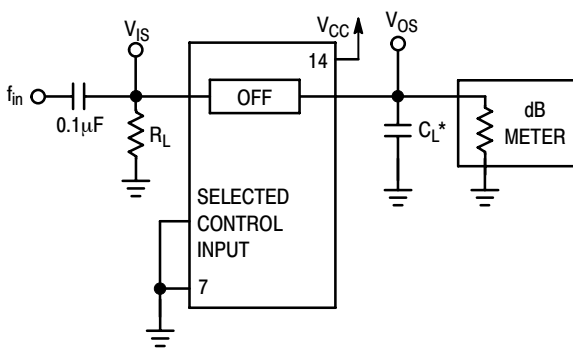 V_IS
V_CC
V_OS
14
f_in
0.1μF
R_L
OFF
C_L*
dB
METER
SELECTED
CONTROL
INPUT
7